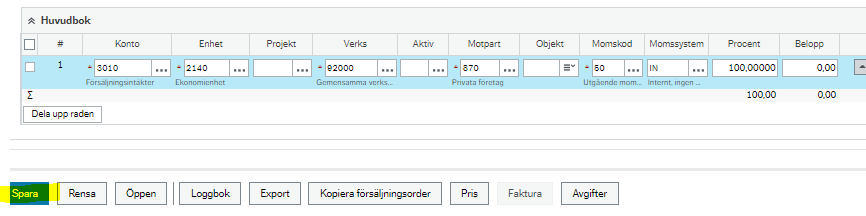 Huvudbok
# Konto Enhet Projekt Verks Aktiv Motpart Objekt Momskod Momssystem Procent Belopp
1 3010 ... 2140 ... ... 92000 ... ... 870 ... 50 ... IN ... 100,00000 0,00
Försäljningsintäkter Ekonomienhet Gemensamma verks... Privata företag Utgående mom... Internt, ingen ...
Σ 100,00 0,00
Dela upp raden
Spara Rensa Öppen Loggbok Export Kopiera försäljningsorder Pris Faktura Avgifter